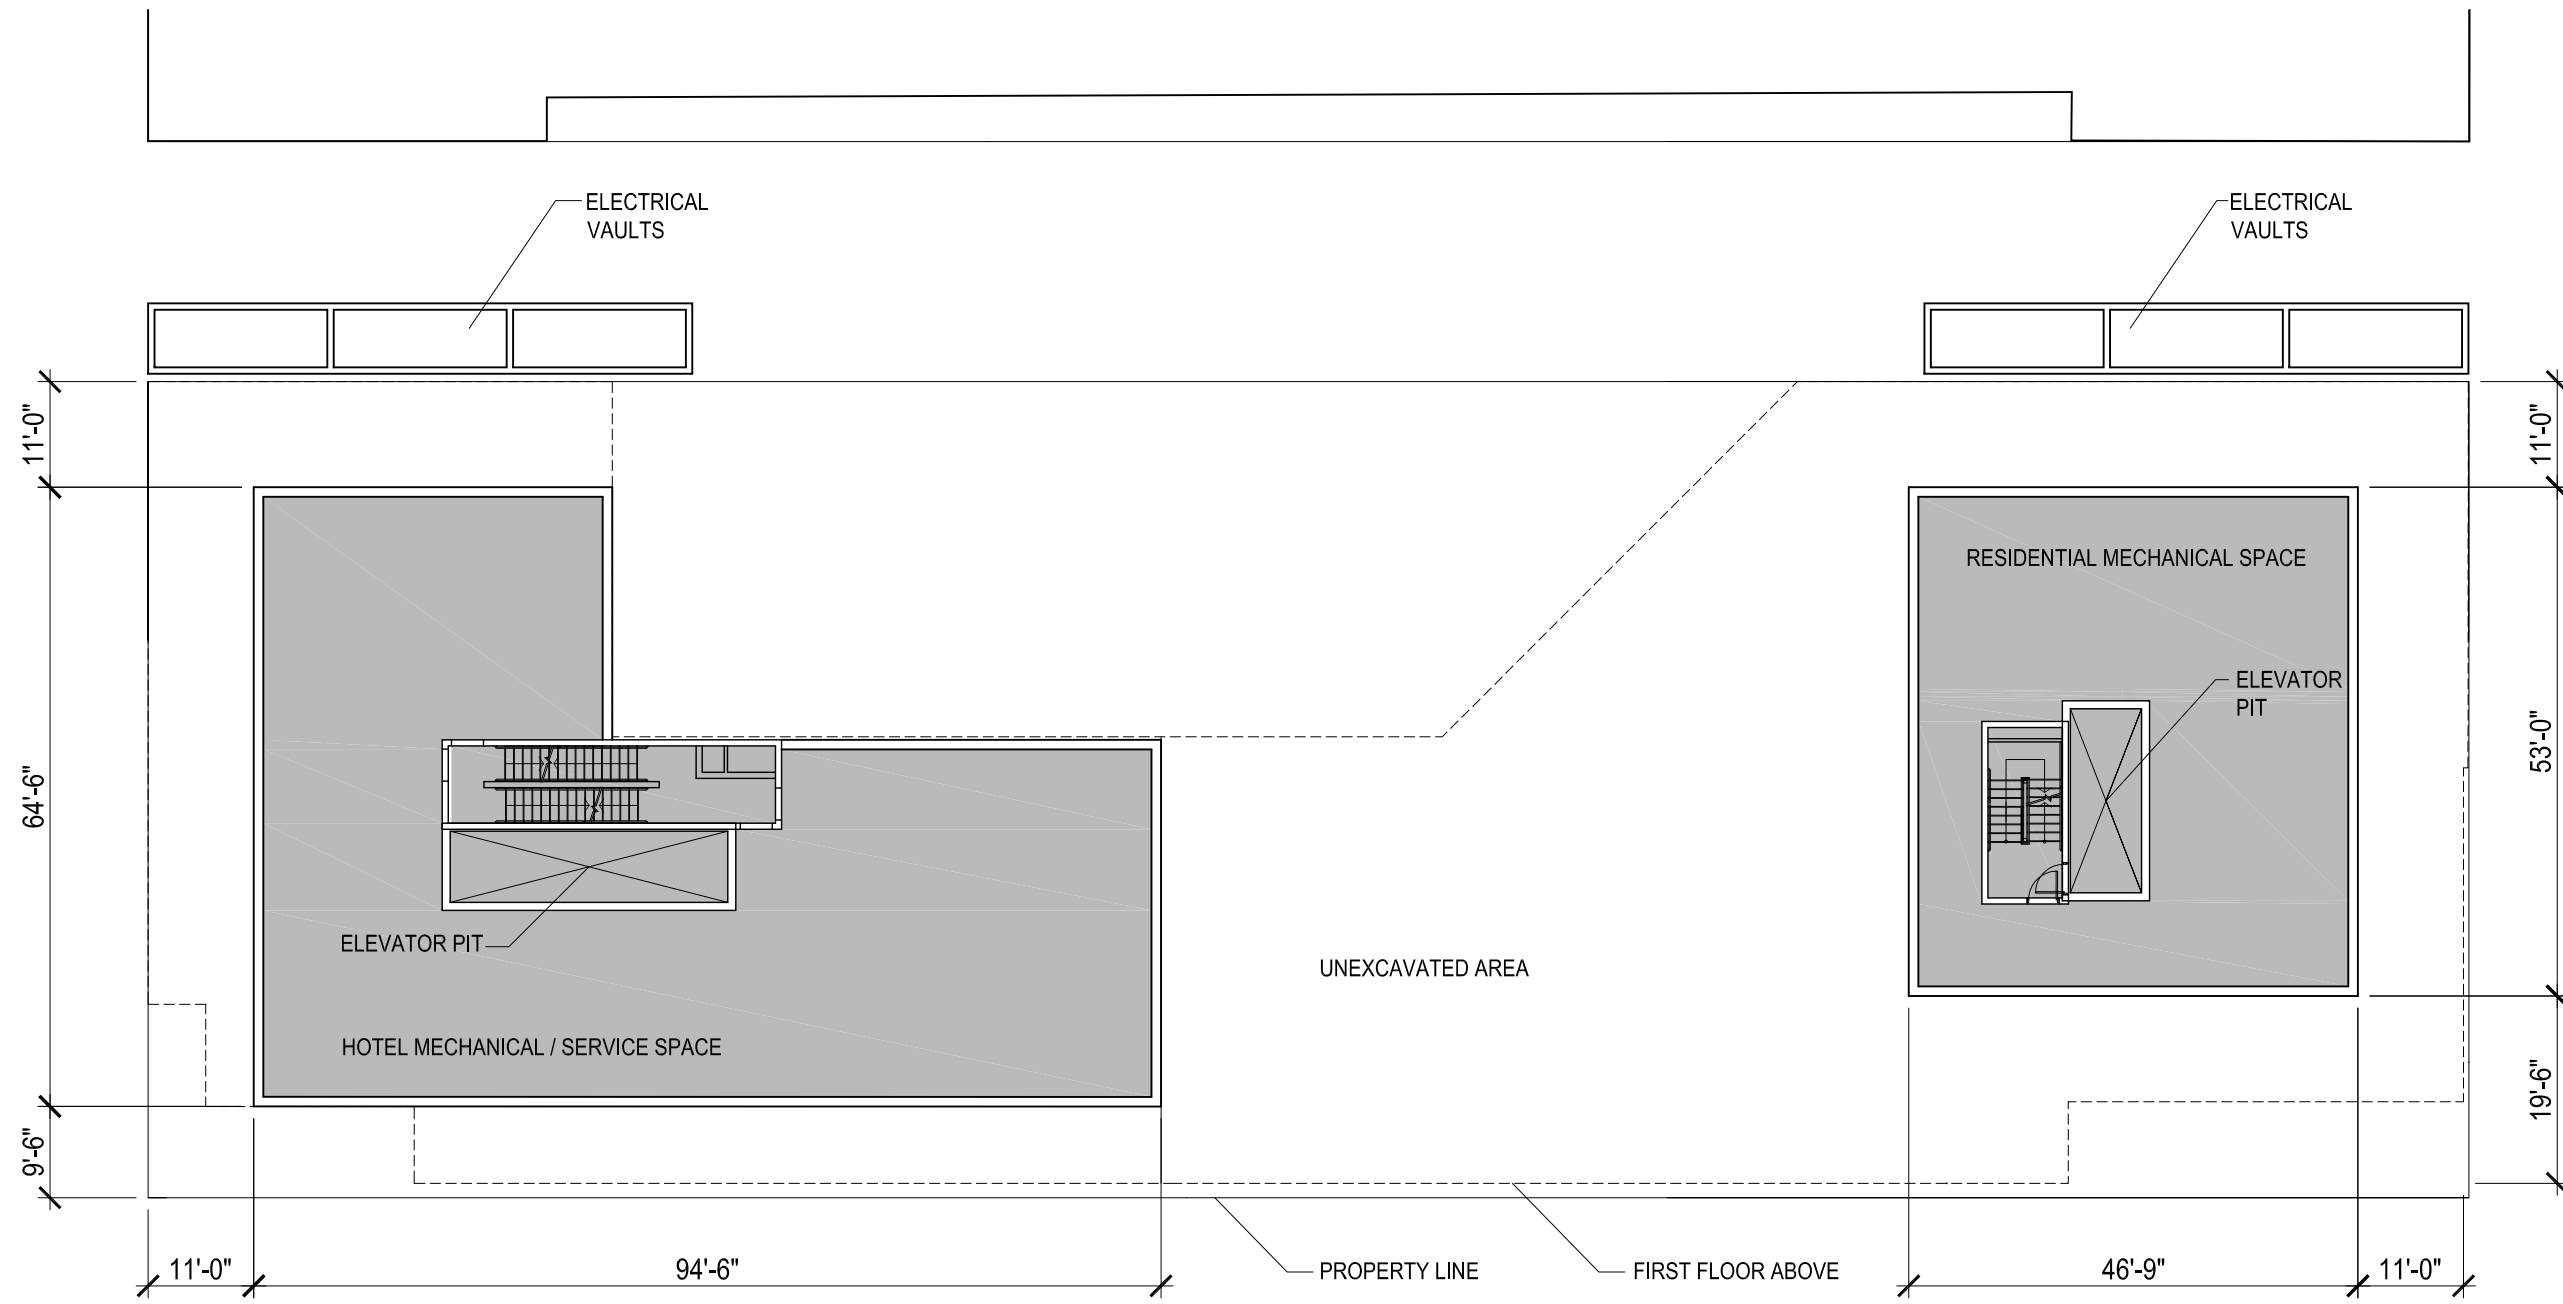 ELECTRICAL
VAULTS
ELECTRICAL
VAULTS
11'-0"
11'-0"
RESIDENTIAL MECHANICAL SPACE
ELEVATOR
PIT
53'-0"
64'-6"
ELEVATOR PIT
UNEXCAVATED AREA
HOTEL MECHANICAL / SERVICE SPACE
19'-6"
9'-6"
11'-0"
94'-6"
PROPERTY LINE
FIRST FLOOR ABOVE
46'-9"
11'-0"